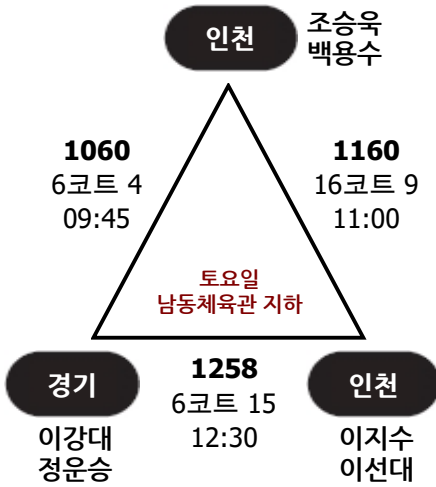 인천
조승욱
백용수
1060
6코트 4
09:45
1160
16코트 9
11:00
토요일
남동체육관 지하
경기
이강대
정운승
1258
6코트 15
12:30
인천
이지수
이선대